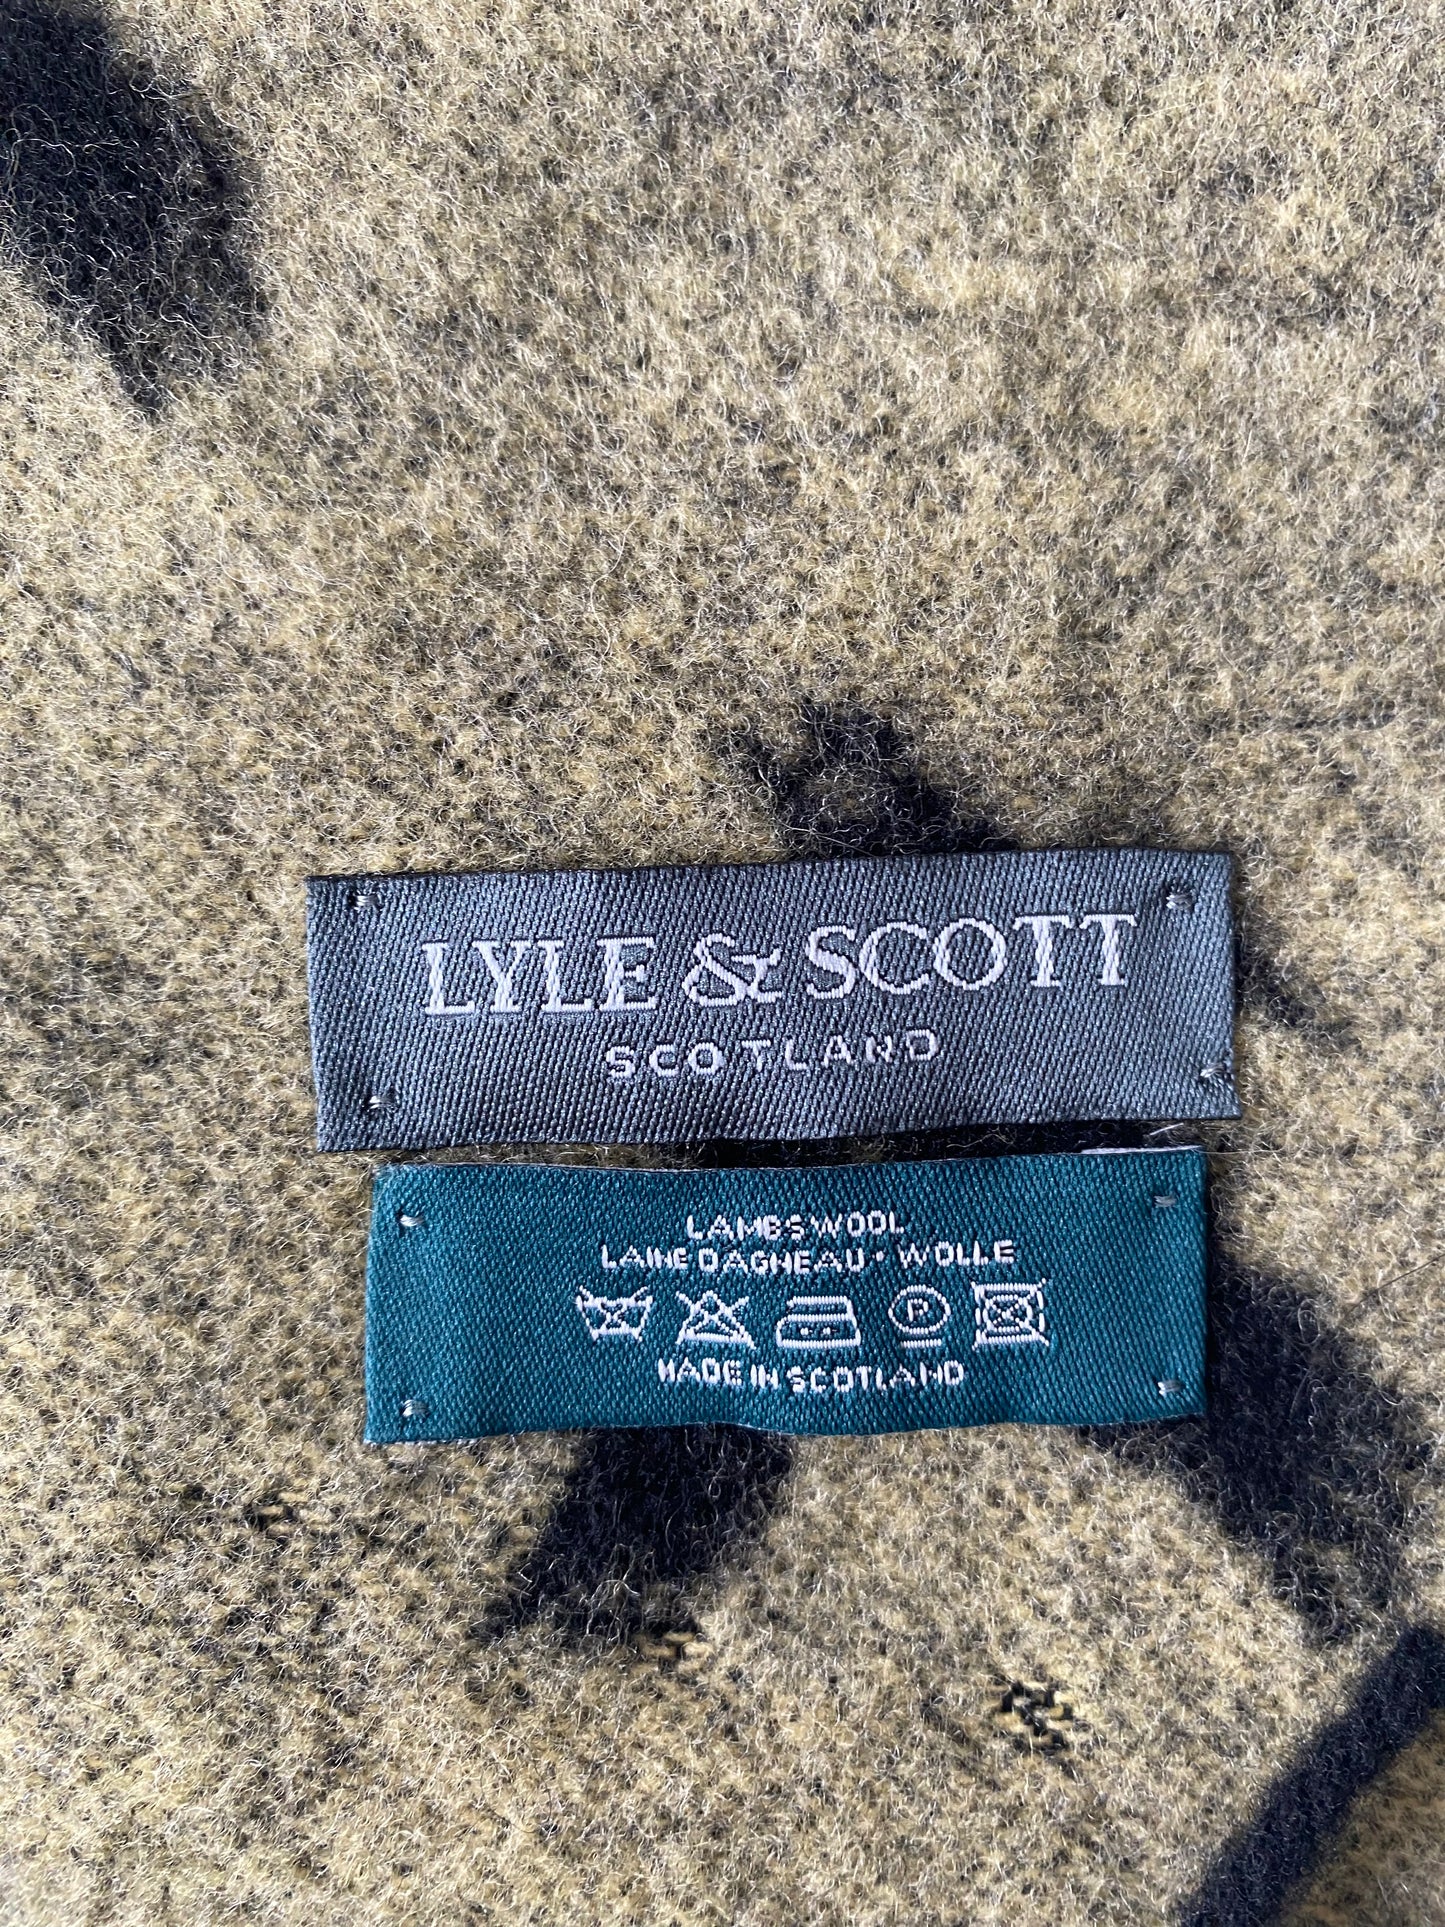 LYLE & SCOTT
SCOTLAND
LAMBSWOOL
LAINE DAGNEAU • WOLLE
P
MADE IN SCOTLAND